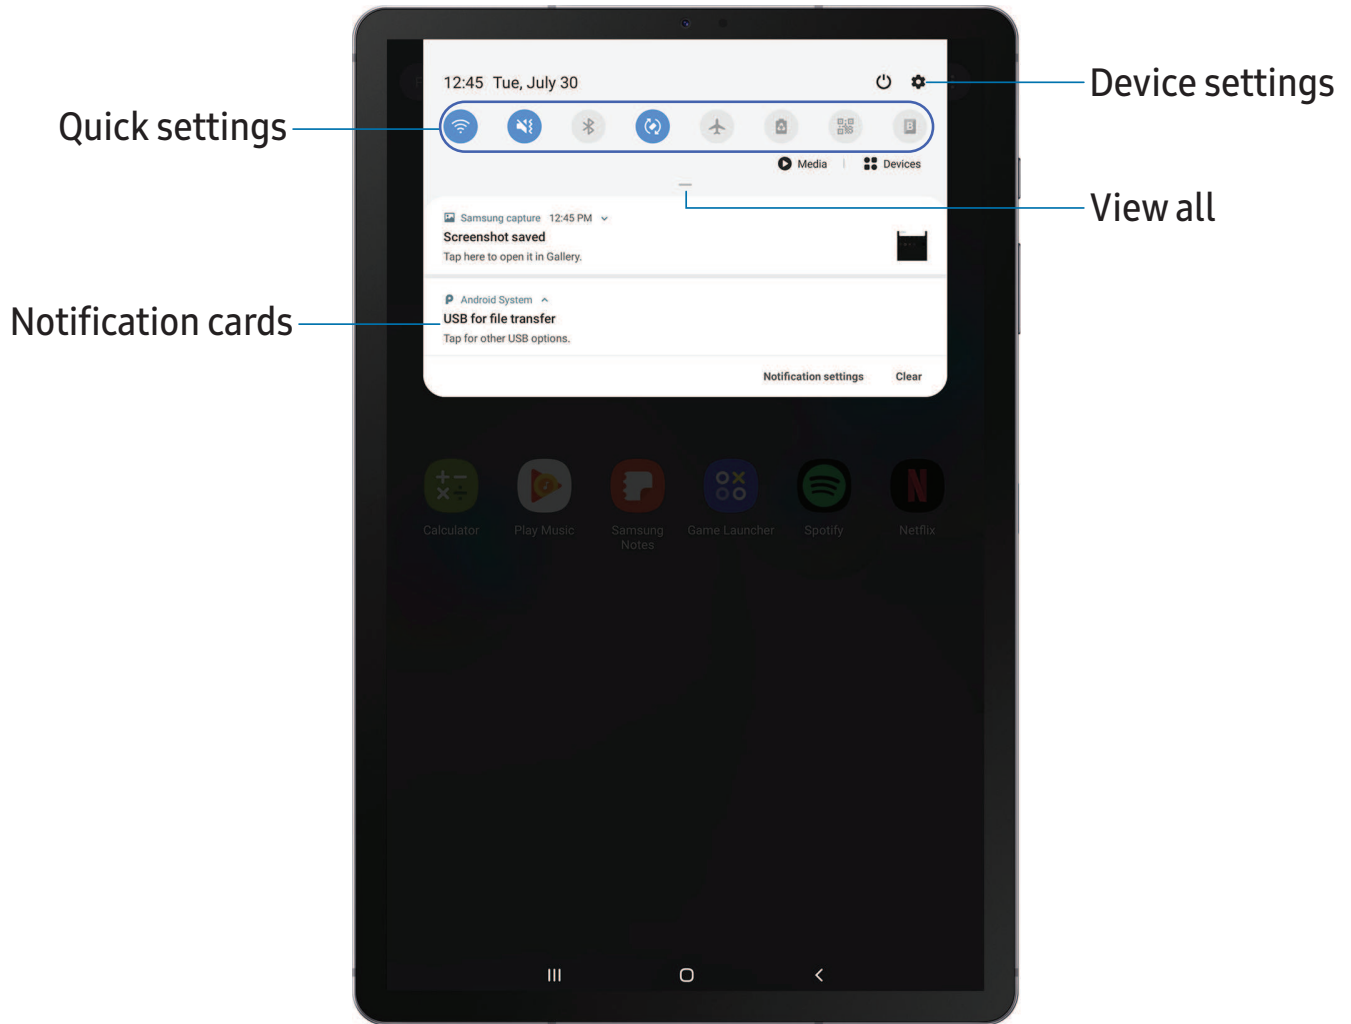 12:45 Tue, July 30
Device settings
Quick settings
Media
Devices
View all
Samsung capture 12:45 PM
Screenshot saved
Tap here to open it in Gallery.
Notification cards
Android System
USB for file transfer
Tap for other USB options.
Notification settings Clear
Calculator
Play Music
Samsung
Notes
Game Launcher
Spotify
Netflix